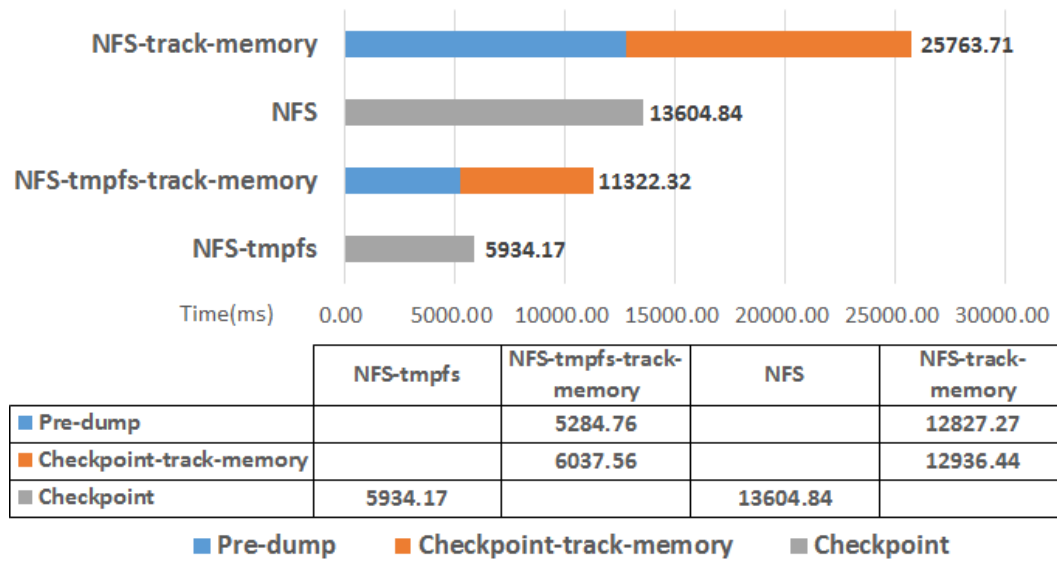 NFS-track-memory
25763.71
NFS
13604.84
NFS-tmpfs-track-memory
11322.32
NFS-tmpfs
5934.17
Time(ms) 0.00 5000.00 10000.00 15000.00 20000.00 25000.00 30000.00
NFS-tmpfs NFS-tmpfs-track- NFS NFS-track-
memory memory
Pre-dump 5284.76 12827.27
Checkpoint-track-memory 6037.56 12936.44
Checkpoint 5934.17 13604.84
Pre-dump Checkpoint-track-memory Checkpoint